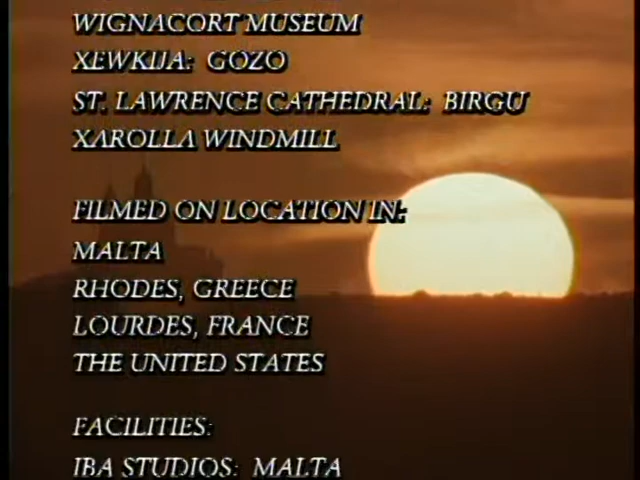 WIGNACORT MUSEUM
XEWKIJA: GOZO
ST. LAWRENCE CATHEDRAL: BIRGU
XAROLLA WINDMILL
FILMED ON LOCATION IN:
MALTA
RHODES, GREECE
LOURDES, FRANCE
THE UNITED STATES
FACILITIES:
IBA STUDIOS: MALTA